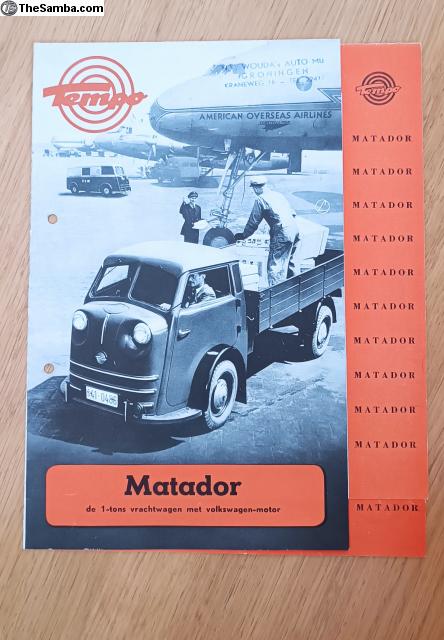 TheSamba.com
Tempo
WOUDA's AUTO
GRONINGEN
KRANEWEG
AMERICAN OVERSEAS AIRLINES
Matador
de 1-tons vrachtwagen met volkswagen-motor
Tempo
MATADOR
MATADOR
MATADOR
MATADOR
MATADOR
MATADOR
MATADOR
MATADOR
MATADOR
MATADOR
MATADOR